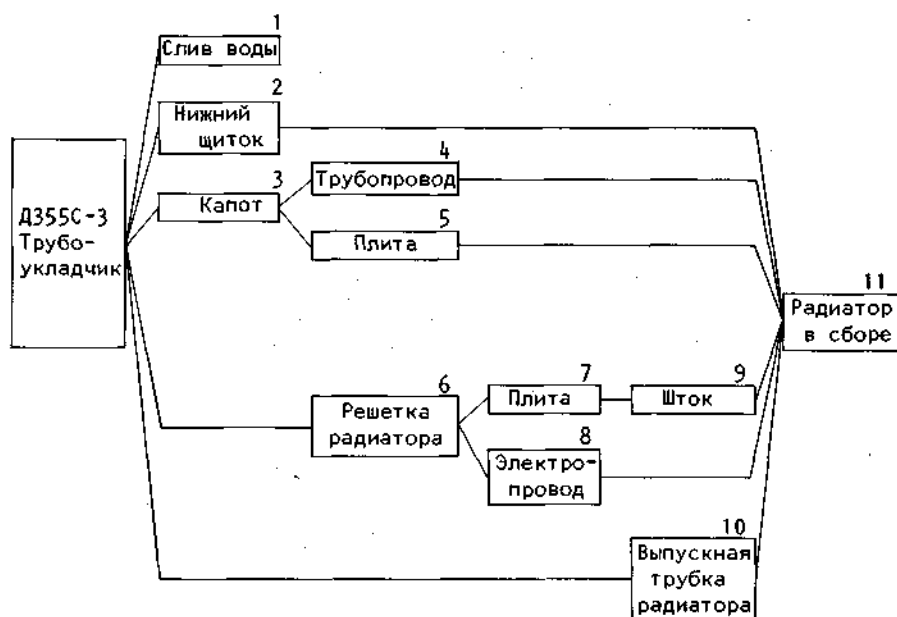 1
Слив воды
2
Нижний
щиток
Д355С-3
Трубо-
укладчик
3
Капот
4
Трубопровод
5
Плита
6
Решетка
радиатора
7
Плита
8
Электро-
провод
9
Шток
10
Выпускная
трубка
радиатора
11
Радиатор
в сборе